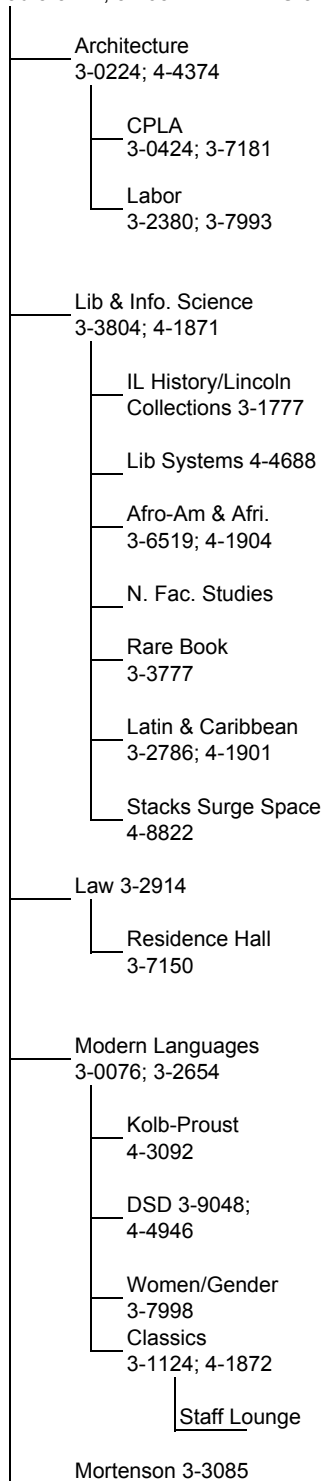 Architecture
3-0224; 4-4374
CPLA
3-0424; 3-7181
Labor
3-2380; 3-7993
Lib & Info. Science
3-3804; 4-1871
IL History/Lincoln
Collections 3-1777
Lib Systems 4-4688
Afro-Am & Afri.
3-6519; 4-1904
N. Fac. Studies
Rare Book
3-3777
Latin & Caribbean
3-2786; 4-1901
Stacks Surge Space
4-8822
Law 3-2914
Residence Hall
3-7150
Modern Languages
3-0076; 3-2654
Kolb-Proust
4-3092
DSD 3-9048;
4-4946
Women/Gender
3-7998
Classics
3-1124; 4-1872
Staff Lounge
Mortenson 3-3085